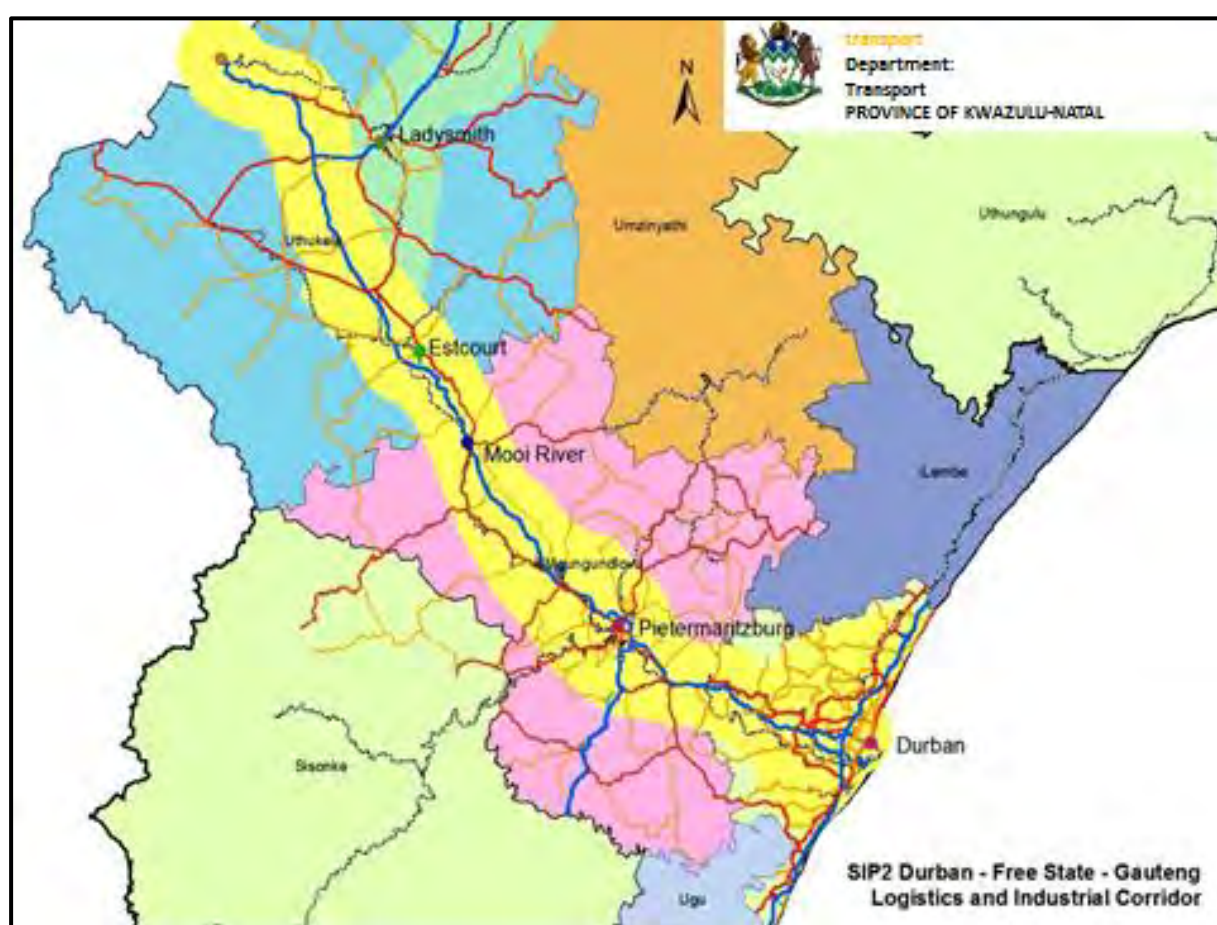 transport
Department:
Transport
PROVINCE OF KWAZULU-NATAL
N
Ladysmith
Umzinyathi
Uthungulu
Uthukela
Estcourt
Mooi River
iLembe
Pietermaritzburg
Durban
Sisonke
SIP2 Durban - Free State - Gauteng
Logistics and Industrial Corridor
Ugu